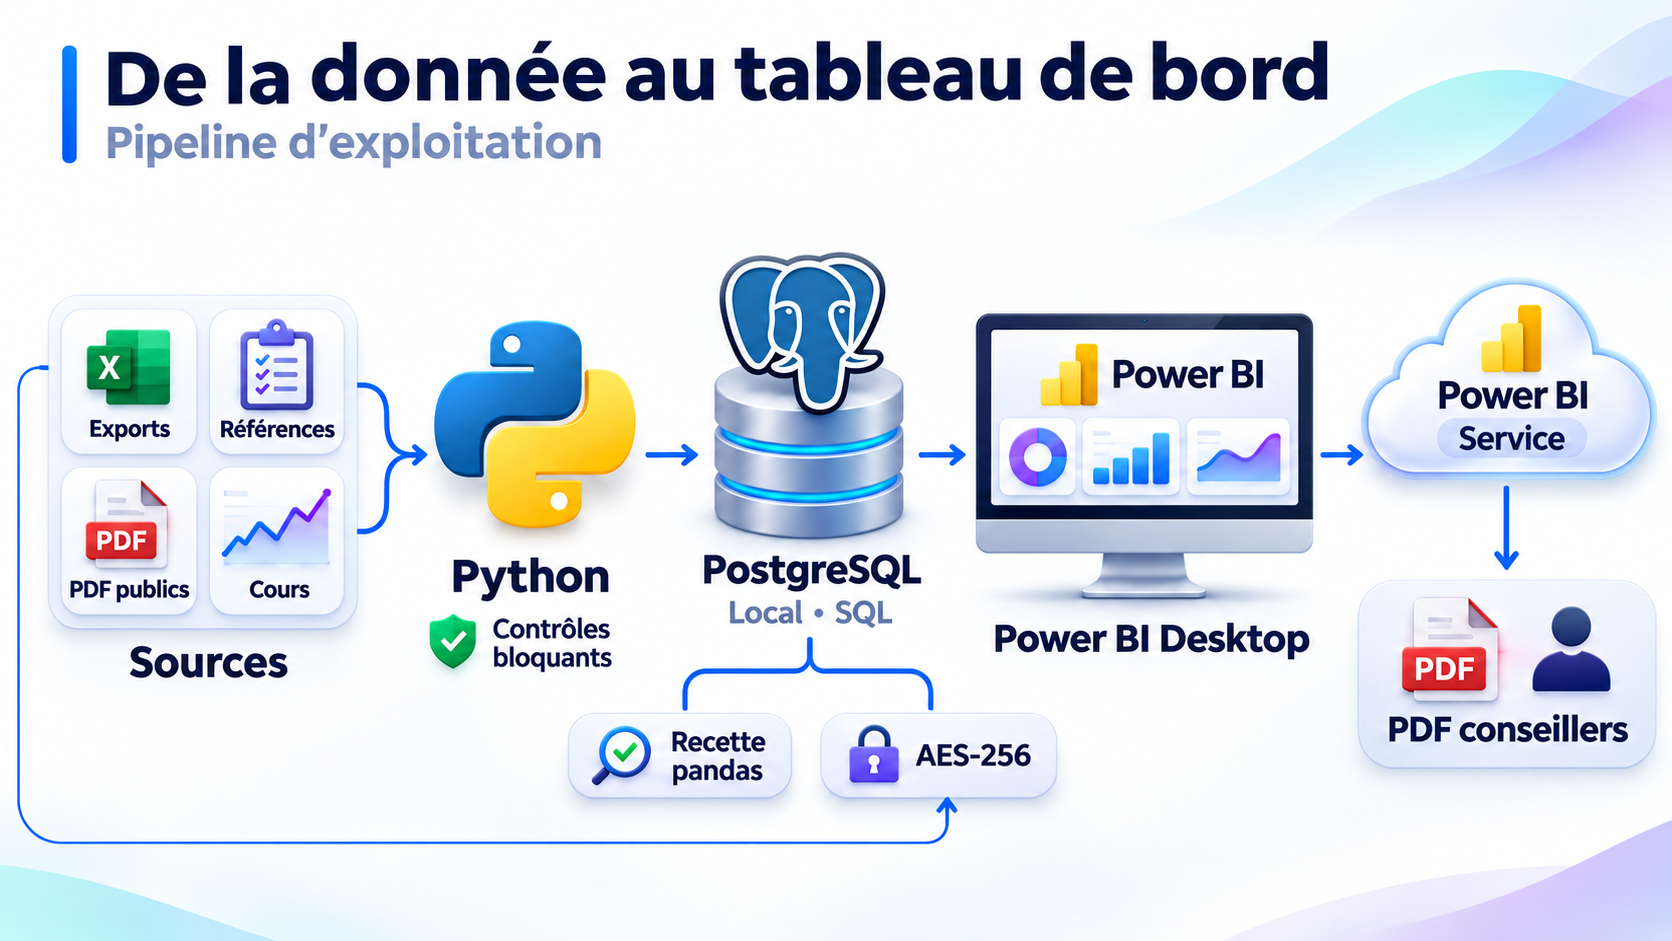 De la donnée au tableau de bord
Pipeline d'exploitation
X
Exports
Références
PDF
PDF publics
Cours
Sources
Python
Contrôles
bloquants
PostgreSQL
Local • SQL
Recette
pandas
AES-256
Power BI
Power BI Desktop
Power BI
Service
PDF
PDF conseillers